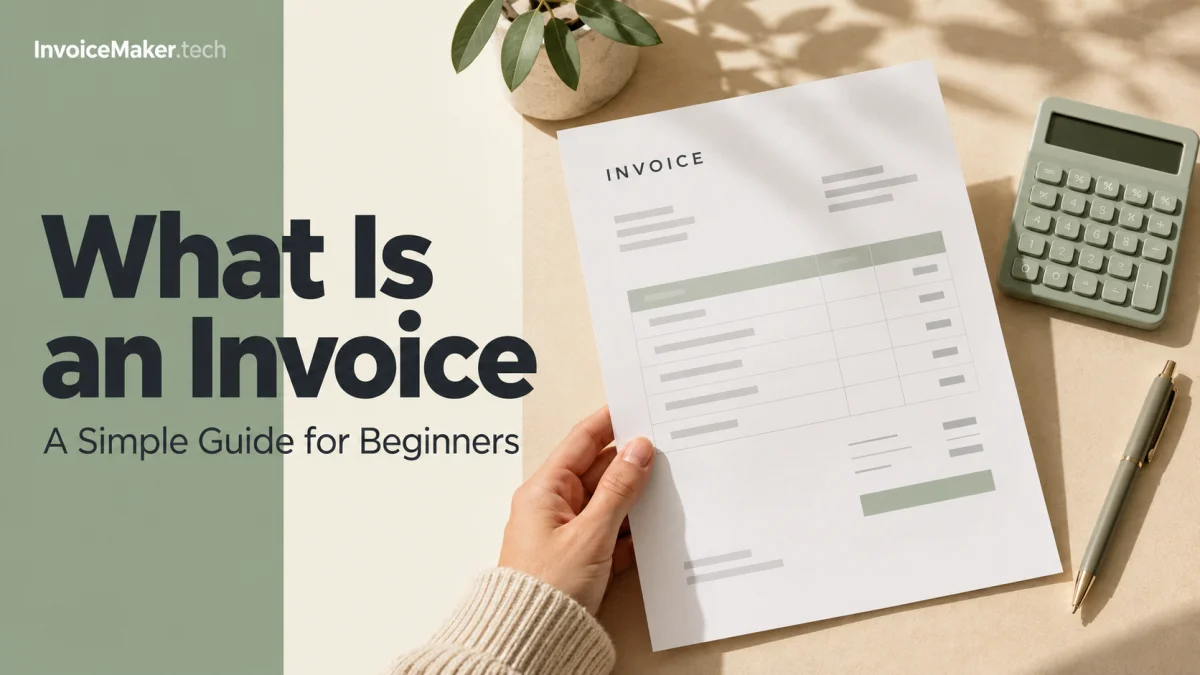 InvoiceMaker.tech
What Is
an Invoice
A Simple Guide for Beginners
INVOICE